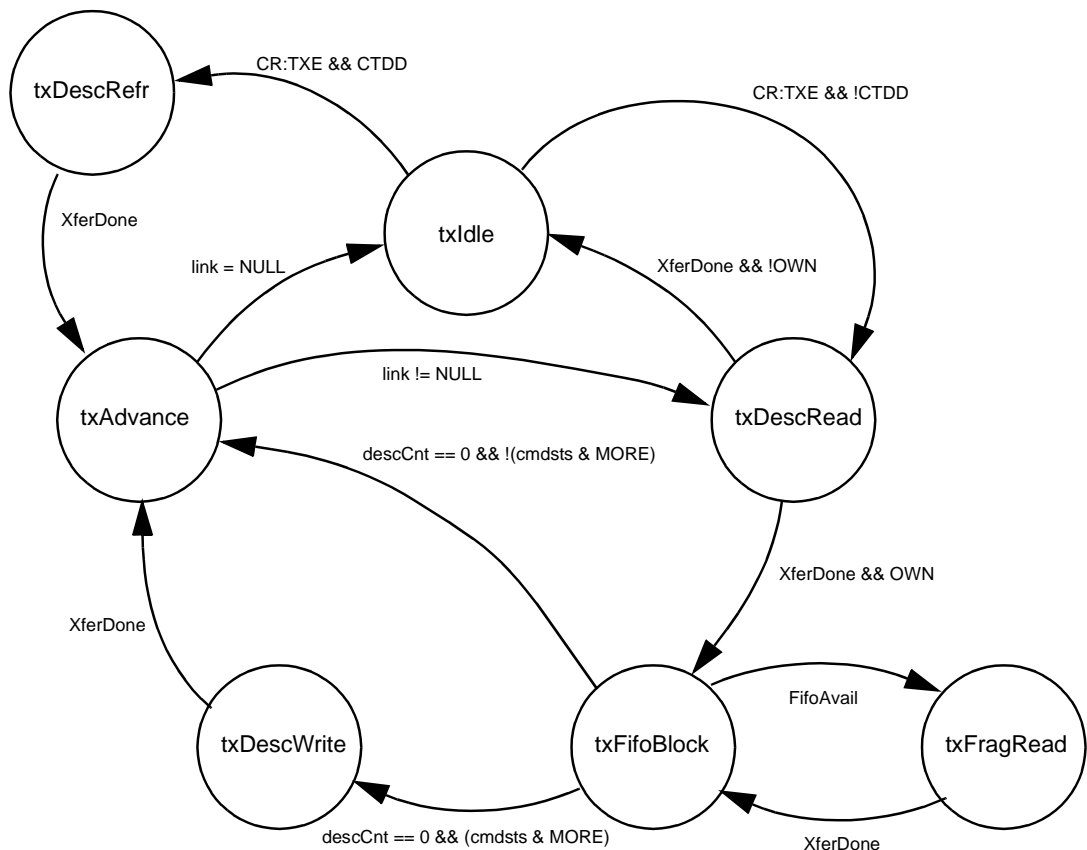 CR:TXE && CTDD
txDescRefr
CR:TXE && !CTDD
XferDone
txIdle
link = NULL
XferDone && !OWN
link != NULL
txAdvance
txDescRead
descCnt == 0 && !(cmdsts & MORE)
XferDone && OWN
XferDone
FifoAvail
txDescWrite
txFifoBlock
txFragRead
descCnt == 0 && (cmdsts & MORE)
XferDone